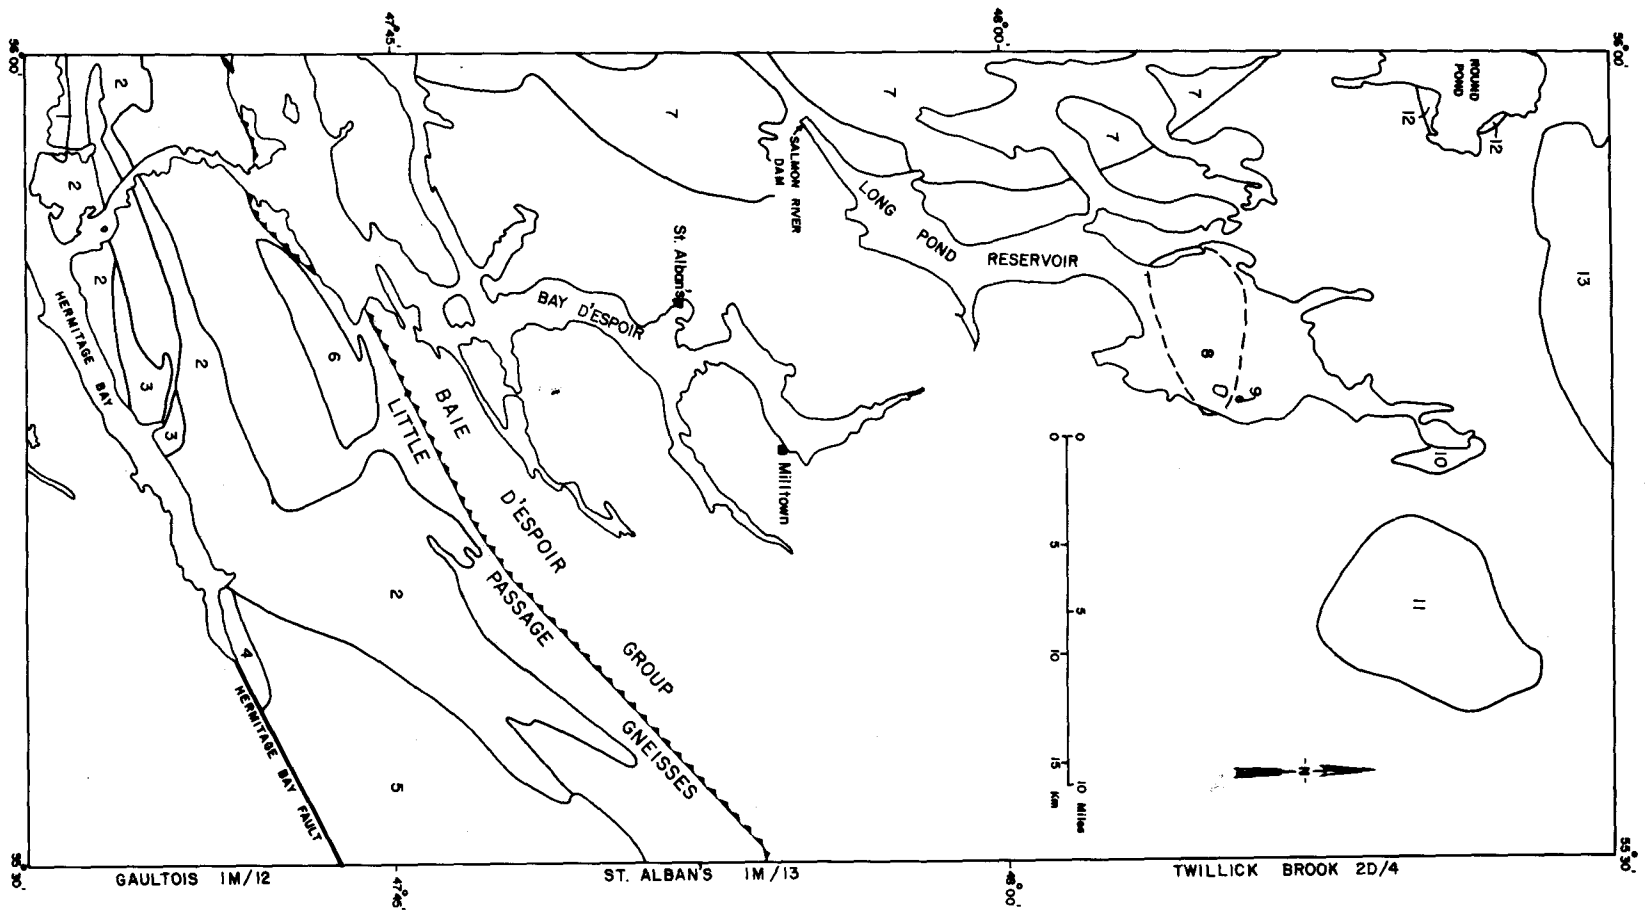 47°45'
48°00'
56°00'
56°00'
ROUND
POND
12
12
13
7
7
7
7
SALMON RIVER
DAM
LONG
POND
RESERVOIR
St. Alban's
BAY D'ESPOIR
Milltown
8
9
10
11
0
5
10 Miles
0
5
10
15
Km
-N-
1
2
2
2
2
2
3
3
4
5
6
HERMITAGE BAY
HERMITAGE BAY FAULT
BAIE
D'ESPOIR
GROUP
LITTLE
PASSAGE
GNEISSES
55°30'
55°30'
GAULTOIS 1M/12
47°45'
ST. ALBAN'S 1M/13
48°00'
TWILLICK BROOK 2D/4